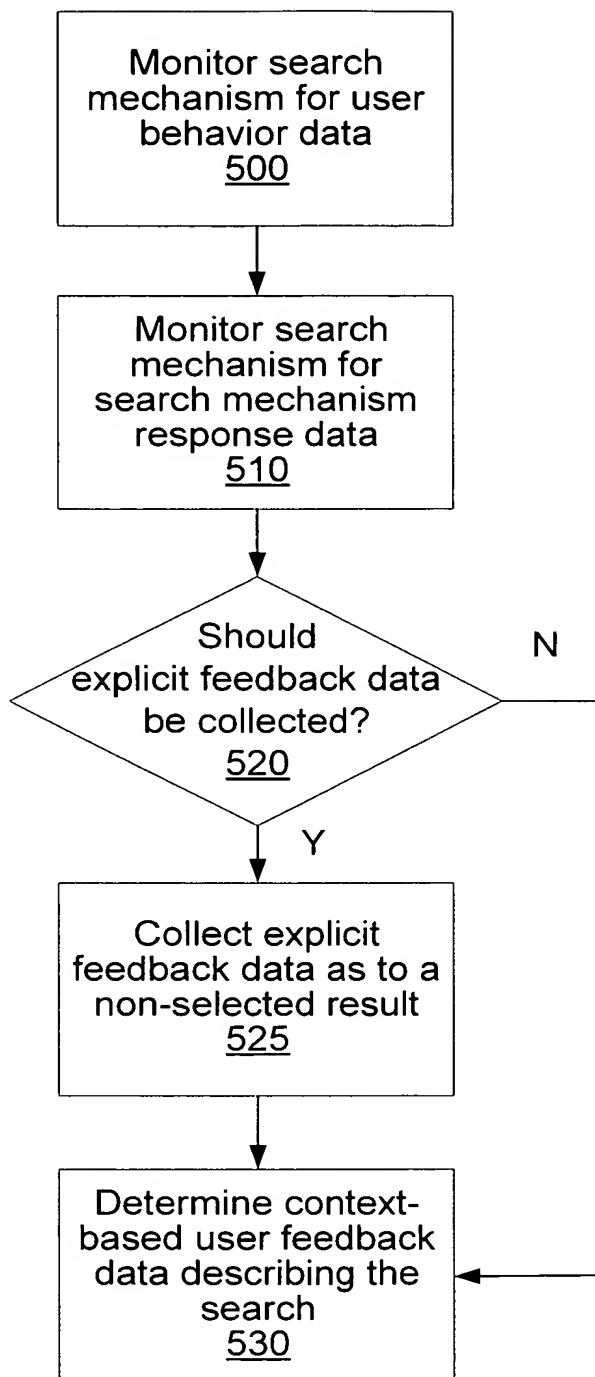 Monitor search
mechanism for user
behavior data
500
Monitor search
mechanism for
search mechanism
response data
510
Should
explicit feedback data
be collected?
520
N
Y
Collect explicit
feedback data as to a
non-selected result
525
Determine context-
based user feedback
data describing the
search
530